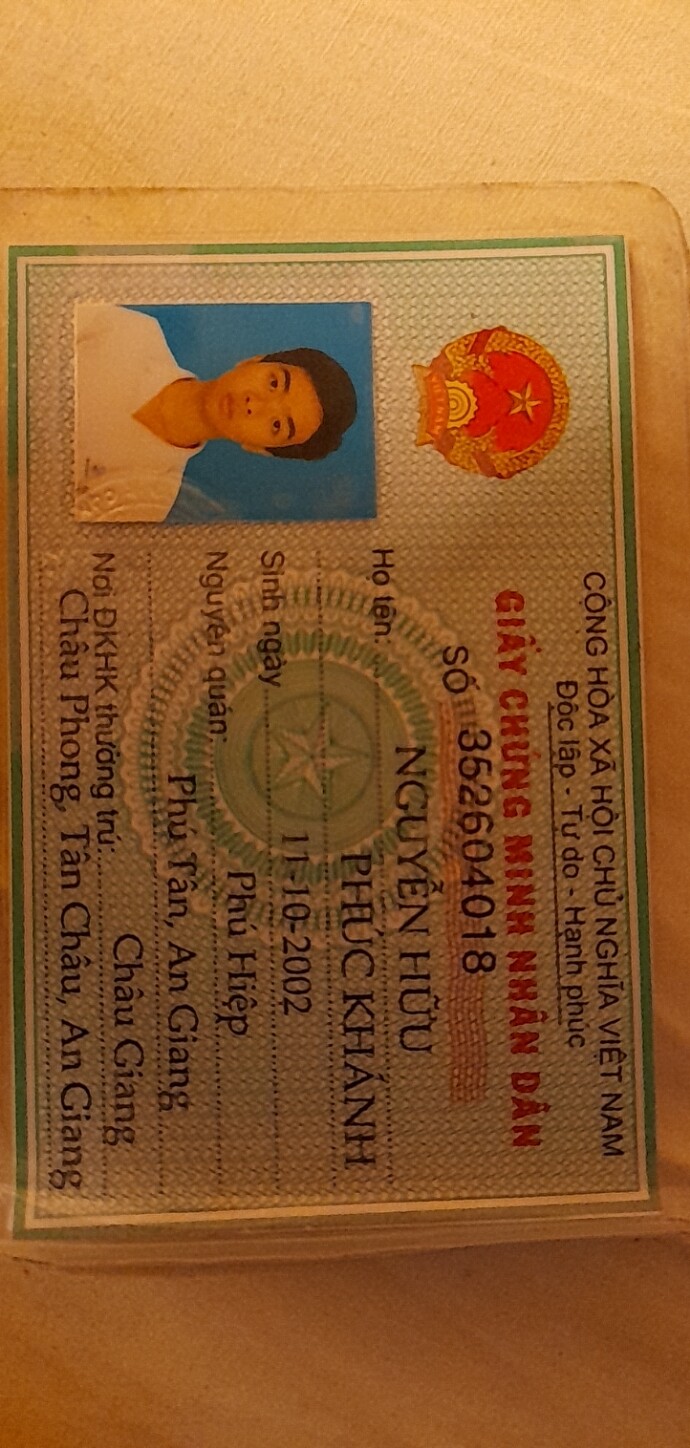 CỘNG HÒA XÃ HỘI CHỦ NGHĨA VIỆT NAM
Độc lập - Tự do - Hạnh phúc
GIẤY CHỨNG MINH NHÂN DÂN
SỐ 352604018
Họ tên: NGUYỄN HỮU
PHÚC KHÁNH
Sinh ngày 11-10-2002
Nguyên quán: Phú Hiệp
Phú Tân, An Giang
Nơi ĐKHK thường trú: Châu Giang
Châu Phong, Tân Châu, An Giang